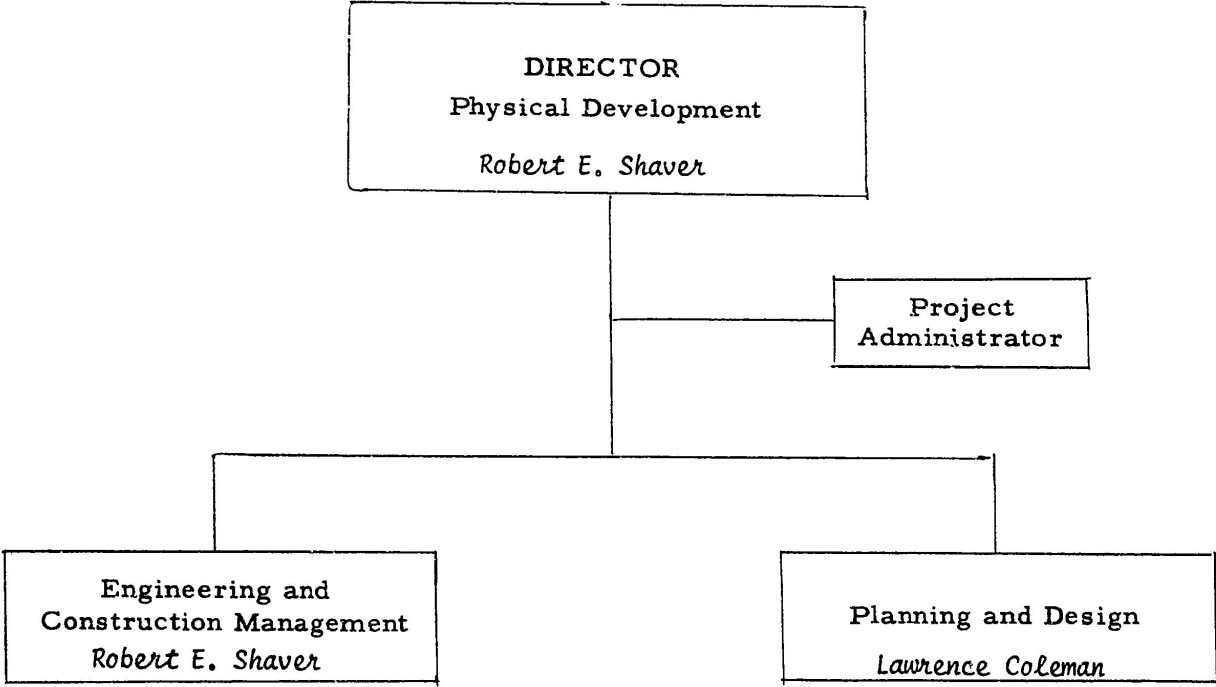 DIRECTOR
Physical Development
Robert E. Shaver
Project
Administrator
Engineering and
Construction Management
Robert E. Shaver
Planning and Design
Lawrence Coleman